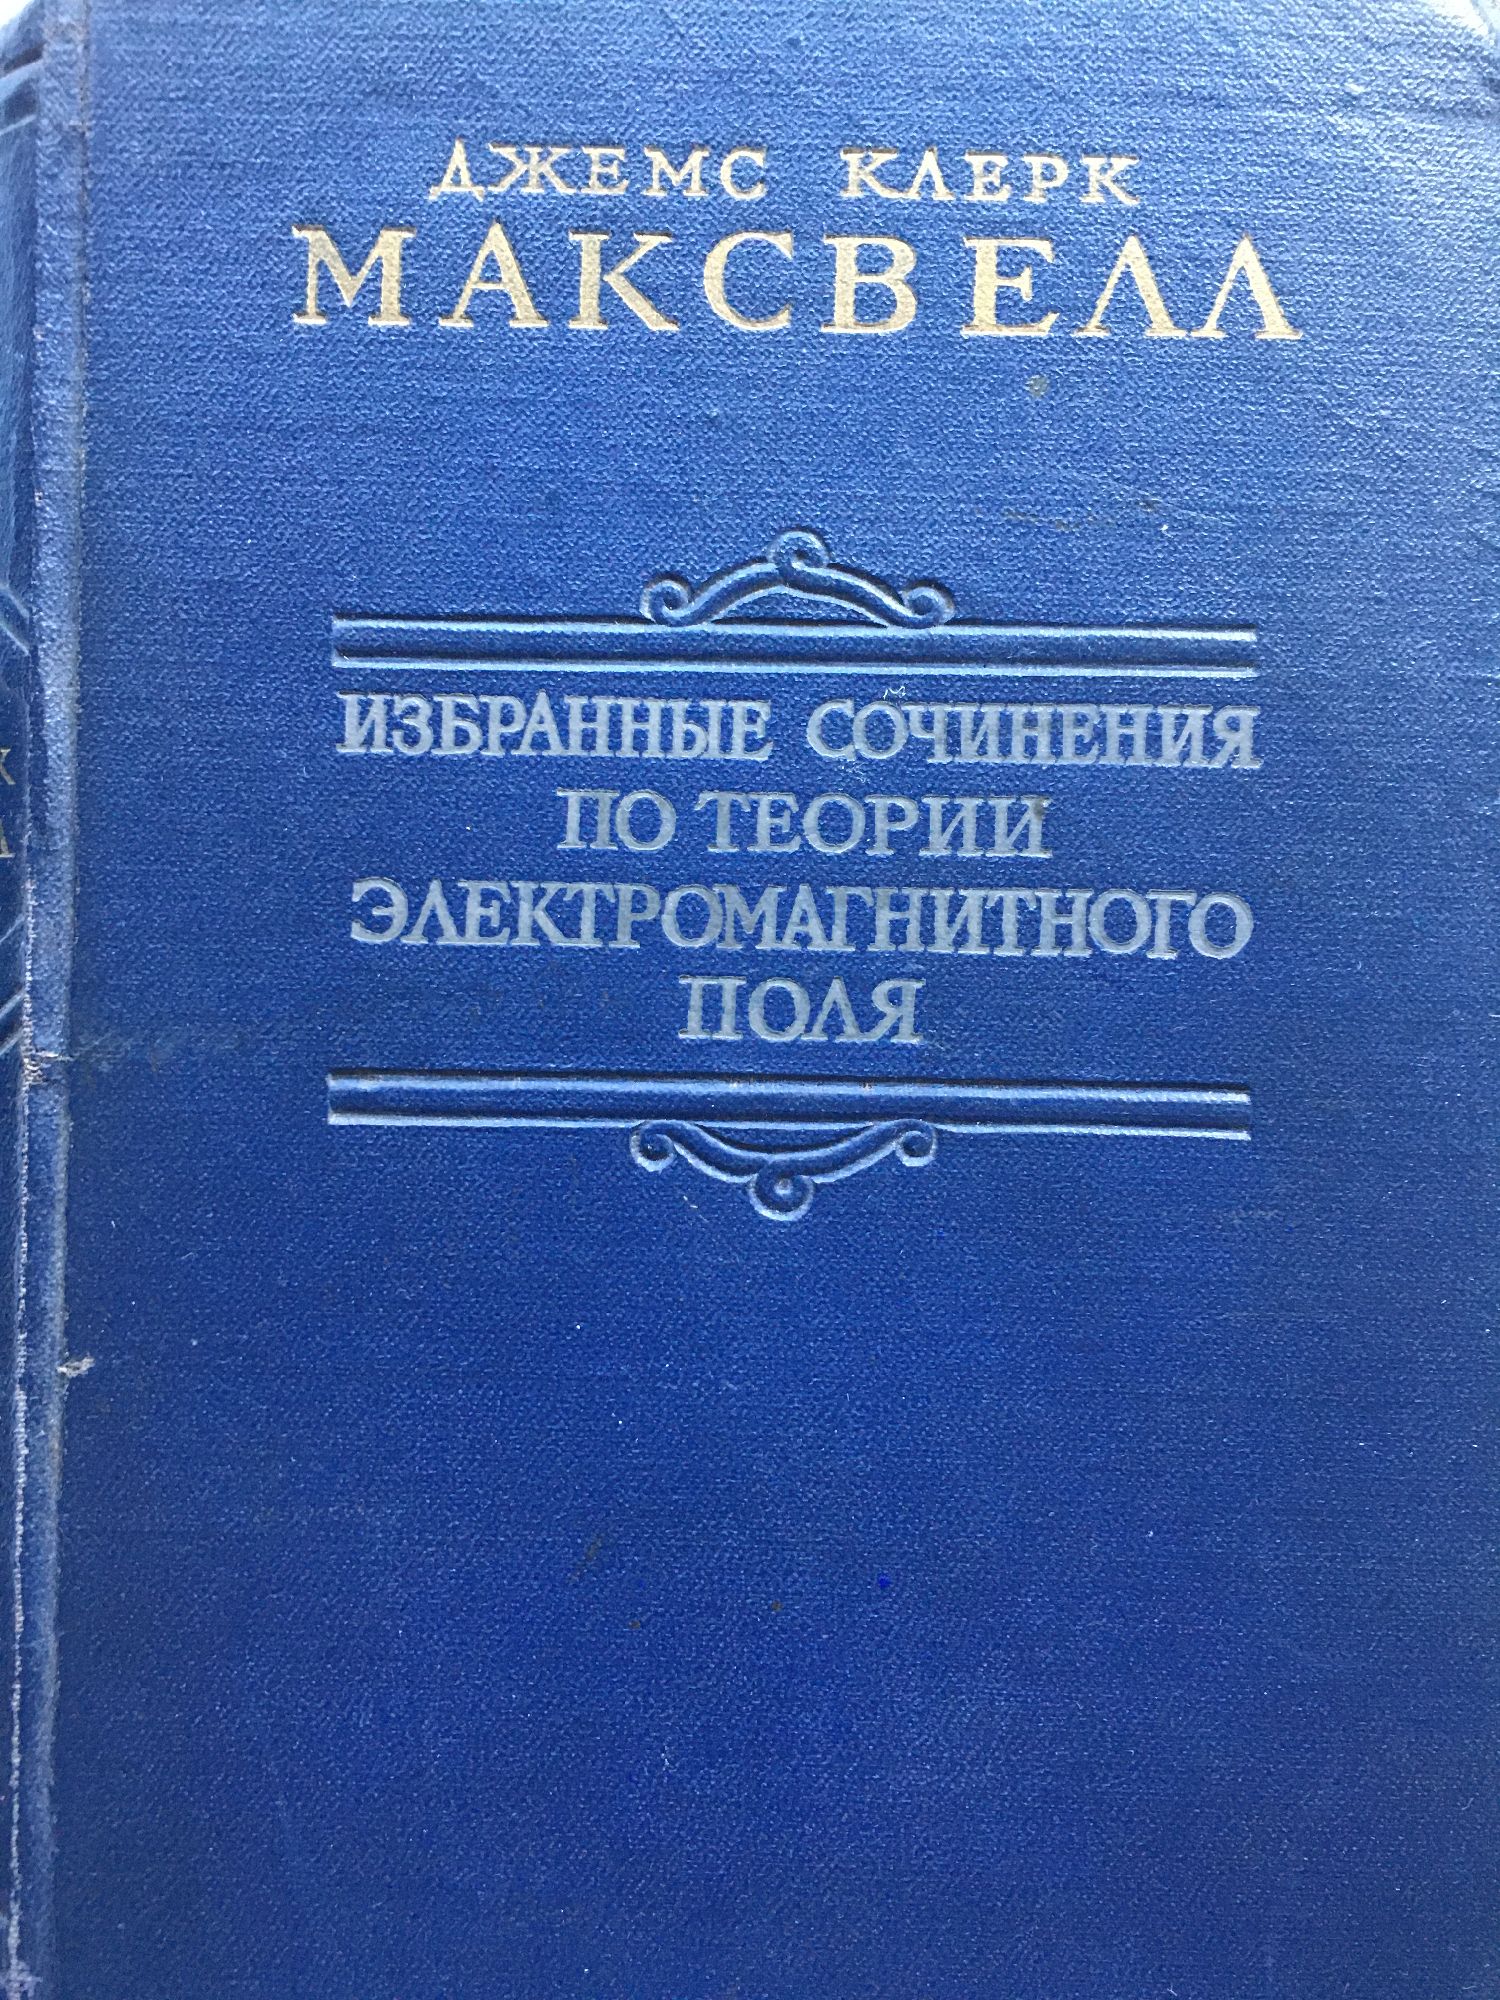 ДЖЕМС КЛЕРК
МАКСВЕЛЛ
ИЗБРАННЫЕ СОЧИНЕНИЯ
ПО ТЕОРИИ
ЭЛЕКТРОМАГНИТНОГО
ПОЛЯ